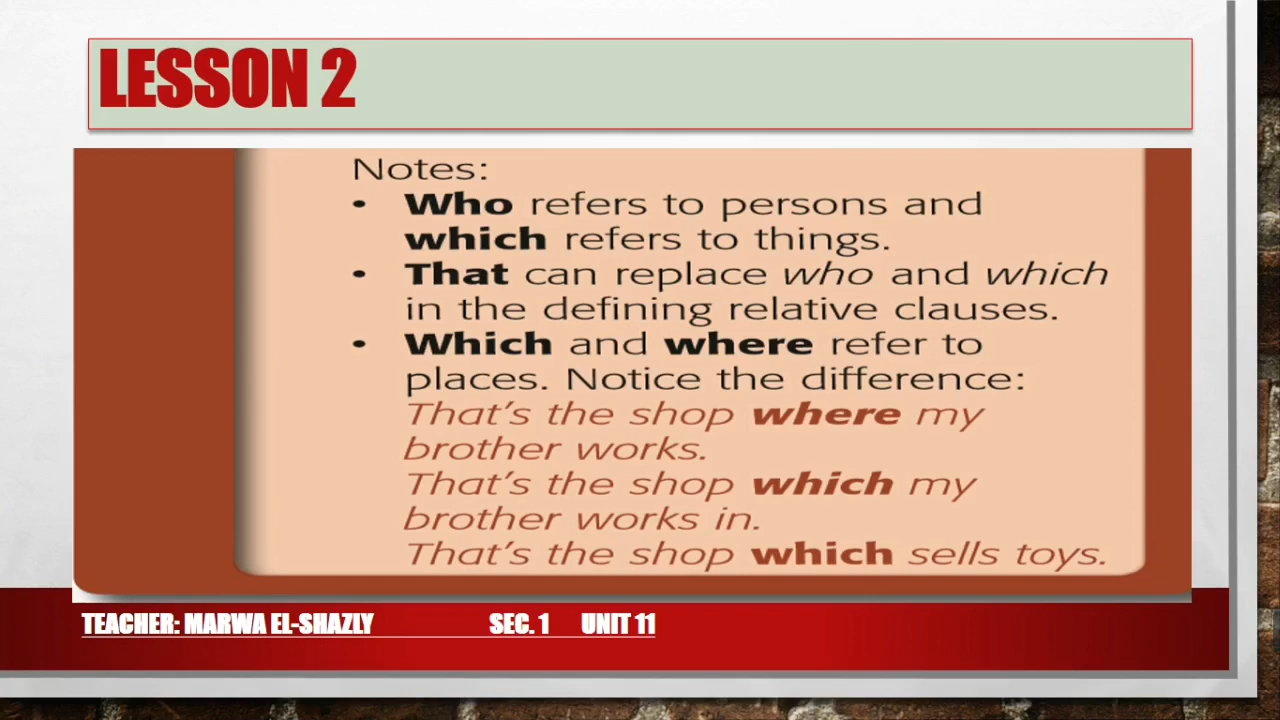 LESSON 2
Notes:
• Who refers to persons and
which refers to things.
• That can replace who and which
in the defining relative clauses.
• Which and where refer to
places. Notice the difference:
That's the shop where my
brother works.
That's the shop which my
brother works in.
That's the shop which sells toys.
TEACHER: MARWA EL-SHAZLY SEC. 1 UNIT 11